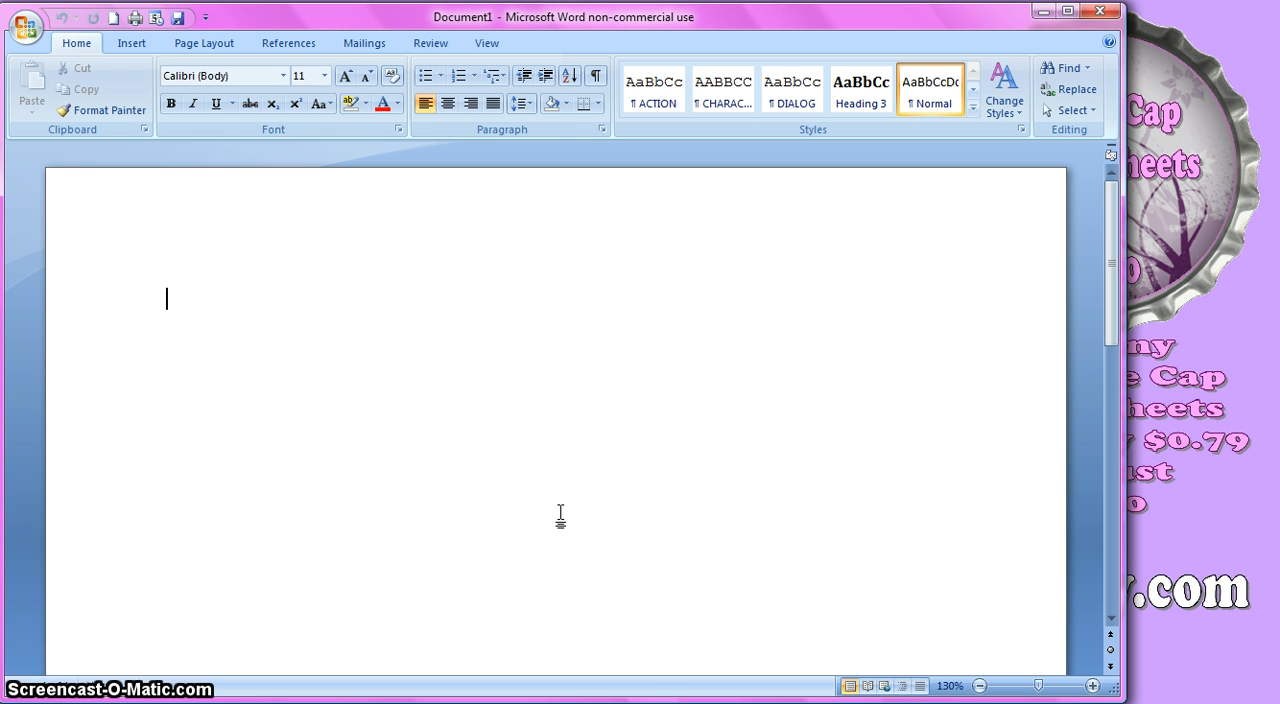 Document1 - Microsoft Word non-commercial use
Home Insert Page Layout References Mailings Review View
Paste
Cut
Copy
Format Painter
Clipboard
Calibri (Body) 11
Font
Paragraph
AaBbCc AABBCC AaBbCc AaBbCc AaBbCcDc
¶ ACTION ¶ CHARAC... ¶ DIALOG Heading 3 ¶ Normal
Change
Styles
Styles
Find
Replace
Select
Editing
Cap
heets
ny
e Cap
heets
$0.79
ust
o
.com
130%
Screencast-O-Matic.com